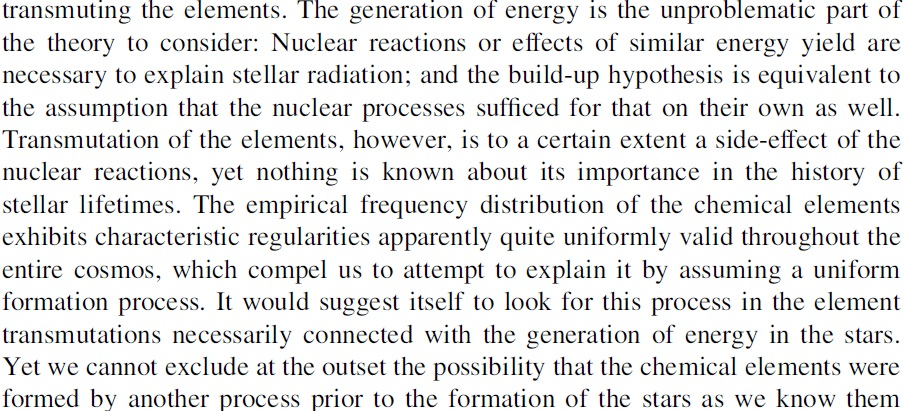 transmuting the elements. The generation of energy is the unproblematic part of
the theory to consider: Nuclear reactions or effects of similar energy yield are
necessary to explain stellar radiation; and the build-up hypothesis is equivalent to
the assumption that the nuclear processes sufficed for that on their own as well.
Transmutation of the elements, however, is to a certain extent a side-effect of the
nuclear reactions, yet nothing is known about its importance in the history of
stellar lifetimes. The empirical frequency distribution of the chemical elements
exhibits characteristic regularities apparently quite uniformly valid throughout the
entire cosmos, which compel us to attempt to explain it by assuming a uniform
formation process. It would suggest itself to look for this process in the element
transmutations necessarily connected with the generation of energy in the stars.
Yet we cannot exclude at the outset the possibility that the chemical elements were
formed by another process prior to the formation of the stars as we know them